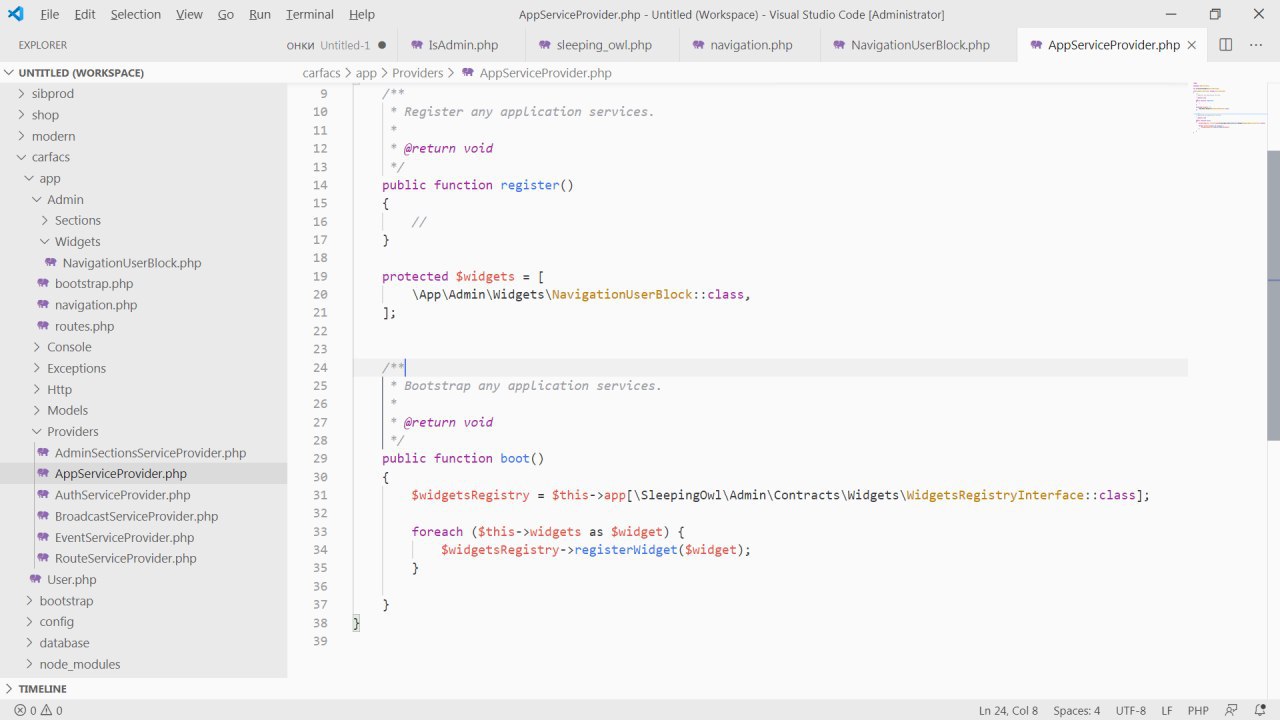 File Edit Selection View Go Run Terminal Help
AppServiceProvider.php - Untitled (Workspace) - Visual Studio Code [Administrator]
EXPLORER
онки Untitled-1
IsAdmin.php
sleeping_owl.php
navigation.php
NavigationUserBlock.php
AppServiceProvider.php
UNTITLED (WORKSPACE)
carfacs > app > Providers > AppServiceProvider.php
sibprod
shop
modern
carfacs
app
Admin
Sections
Widgets
NavigationUserBlock.php
bootstrap.php
navigation.php
routes.php
Console
Exceptions
Http
Models
Providers
AdminSectionsServiceProvider.php
AppServiceProvider.php
AuthServiceProvider.php
BroadcastServiceProvider.php
EventServiceProvider.php
RouteServiceProvider.php
User.php
bootstrap
config
database
node_modules
TIMELINE
9 /**
10 * Register any application services.
11 *
12 * @return void
13 */
14 public function register()
15 {
16 //
17 }
18
19 protected $widgets = [
20 \App\Admin\Widgets\NavigationUserBlock::class,
21 ];
22
23
24 /**
25 * Bootstrap any application services.
26 *
27 * @return void
28 */
29 public function boot()
30 {
31 $widgetsRegistry = $this->app[\SleepingOwl\Admin\Contracts\Widgets\WidgetsRegistryInterface::class];
32
33 foreach ($this->widgets as $widget) {
34 $widgetsRegistry->registerWidget($widget);
35 }
36
37 }
38 }
39
0 0
Ln 24, Col 8 Spaces: 4 UTF-8 LF PHP